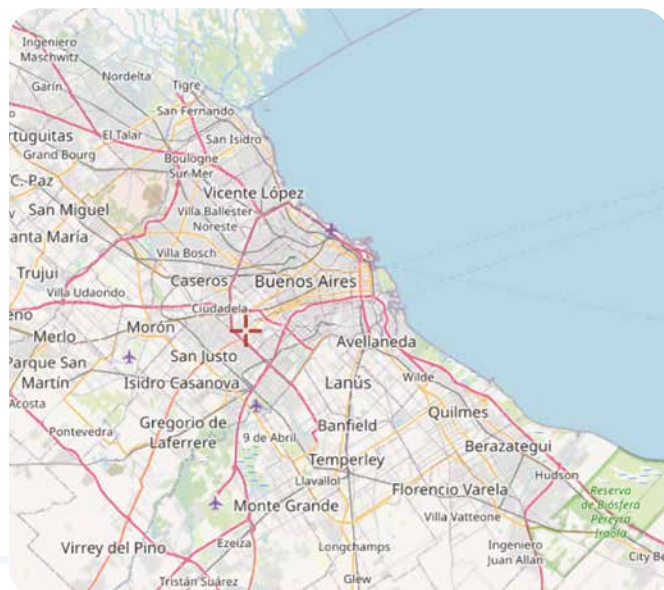 Ingeniero
Maschwitz
Nordelta
Tigre
Garín
San Fernando
rtuguitas
El Talar
San Isidro
Grand Bourg
Boulogne
Sur Mer
C. Paz
Vicente López
San Miguel
Villa Ballester
Noreste
anta María
Villa Bosch
Trujui
Caseros
Buenos Aires
Villa Udaondo
Ciudadela
eno
Merlo
Morón
Avellaneda
Parque San
Martín
San Justo
Isidro Casanova
Lanús
Wilde
Acosta
Quilmes
Pontevedra
Gregorio de
Laferrere
9 de Abril
Banfield
Berazategui
Temperley
Hudson
Llavallol
Florencio Varela
Reserva
de Biósfera
Pereyra
Iraola
Monte Grande
Villa Vatteone
Virrey del Pino
Ezeiza
Longchamps
Ingeniero
Juan Allan
City Be
Tristán Suárez
Glew